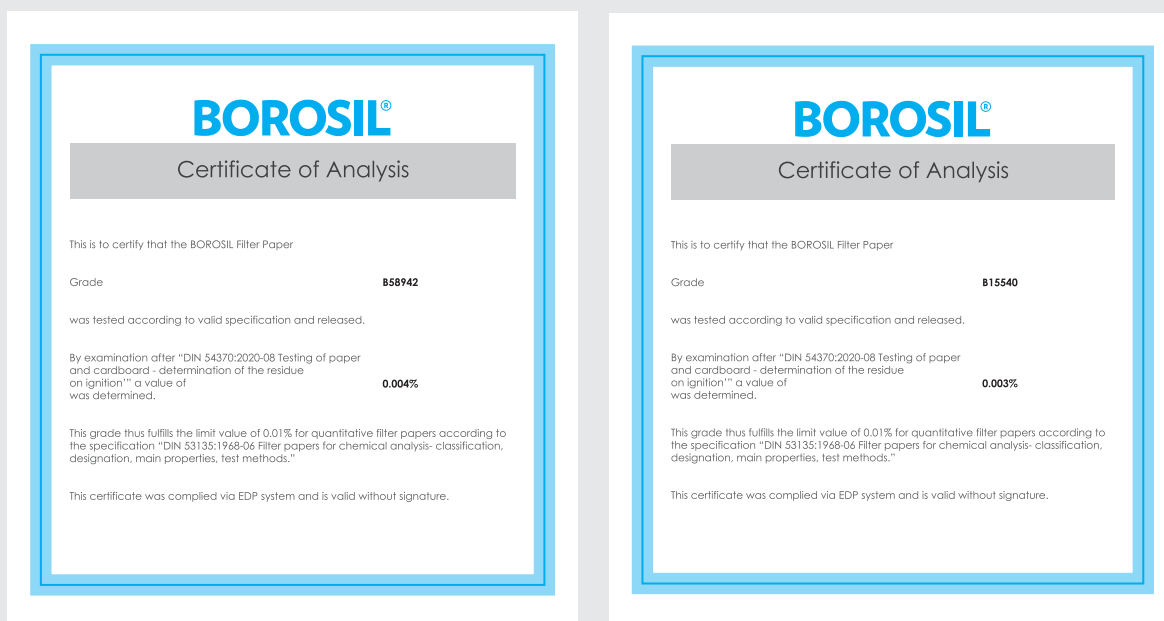 BOROSIL®
Certificate of Analysis
This is to certify that the BOROSIL Filter Paper
Grade B58942
was tested according to valid specification and released.
By examination after “DIN 54370:2020-08 Testing of paper
and cardboard - determination of the residue
on ignition’” a value of 0.004%
was determined.
This grade thus fulfills the limit value of 0.01% for quantitative filter papers according to
the specification “DIN 53135:1968-06 Filter papers for chemical analysis- classification,
designation, main properties, test methods.”
This certificate was complied via EDP system and is valid without signature.
BOROSIL®
Certificate of Analysis
This is to certify that the BOROSIL Filter Paper
Grade B15540
was tested according to valid specification and released.
By examination after “DIN 54370:2020-08 Testing of paper
and cardboard - determination of the residue
on ignition’” a value of 0.003%
was determined.
This grade thus fulfills the limit value of 0.01% for quantitative filter papers according to
the specification “DIN 53135:1968-06 Filter papers for chemical analysis- classification,
designation, main properties, test methods.”
This certificate was complied via EDP system and is valid without signature.